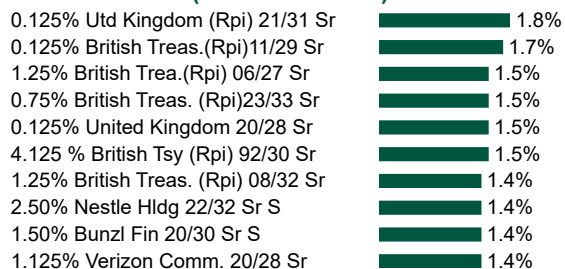 0.125% Utd Kingdom (Rpi) 21/31 Sr 1.8%
0.125% British Treas.(Rpi)11/29 Sr 1.7%
1.25% British Trea.(Rpi) 06/27 Sr 1.5%
0.75% British Treas. (Rpi)23/33 Sr 1.5%
0.125% United Kingdom 20/28 Sr 1.5%
4.125 % British Tsy (Rpi) 92/30 Sr 1.5%
1.25% British Treas. (Rpi) 08/32 Sr 1.4%
2.50% Nestle Hldg 22/32 Sr S 1.4%
1.50% Bunzl Fin 20/30 Sr S 1.4%
1.125% Verizon Comm. 20/28 Sr 1.4%